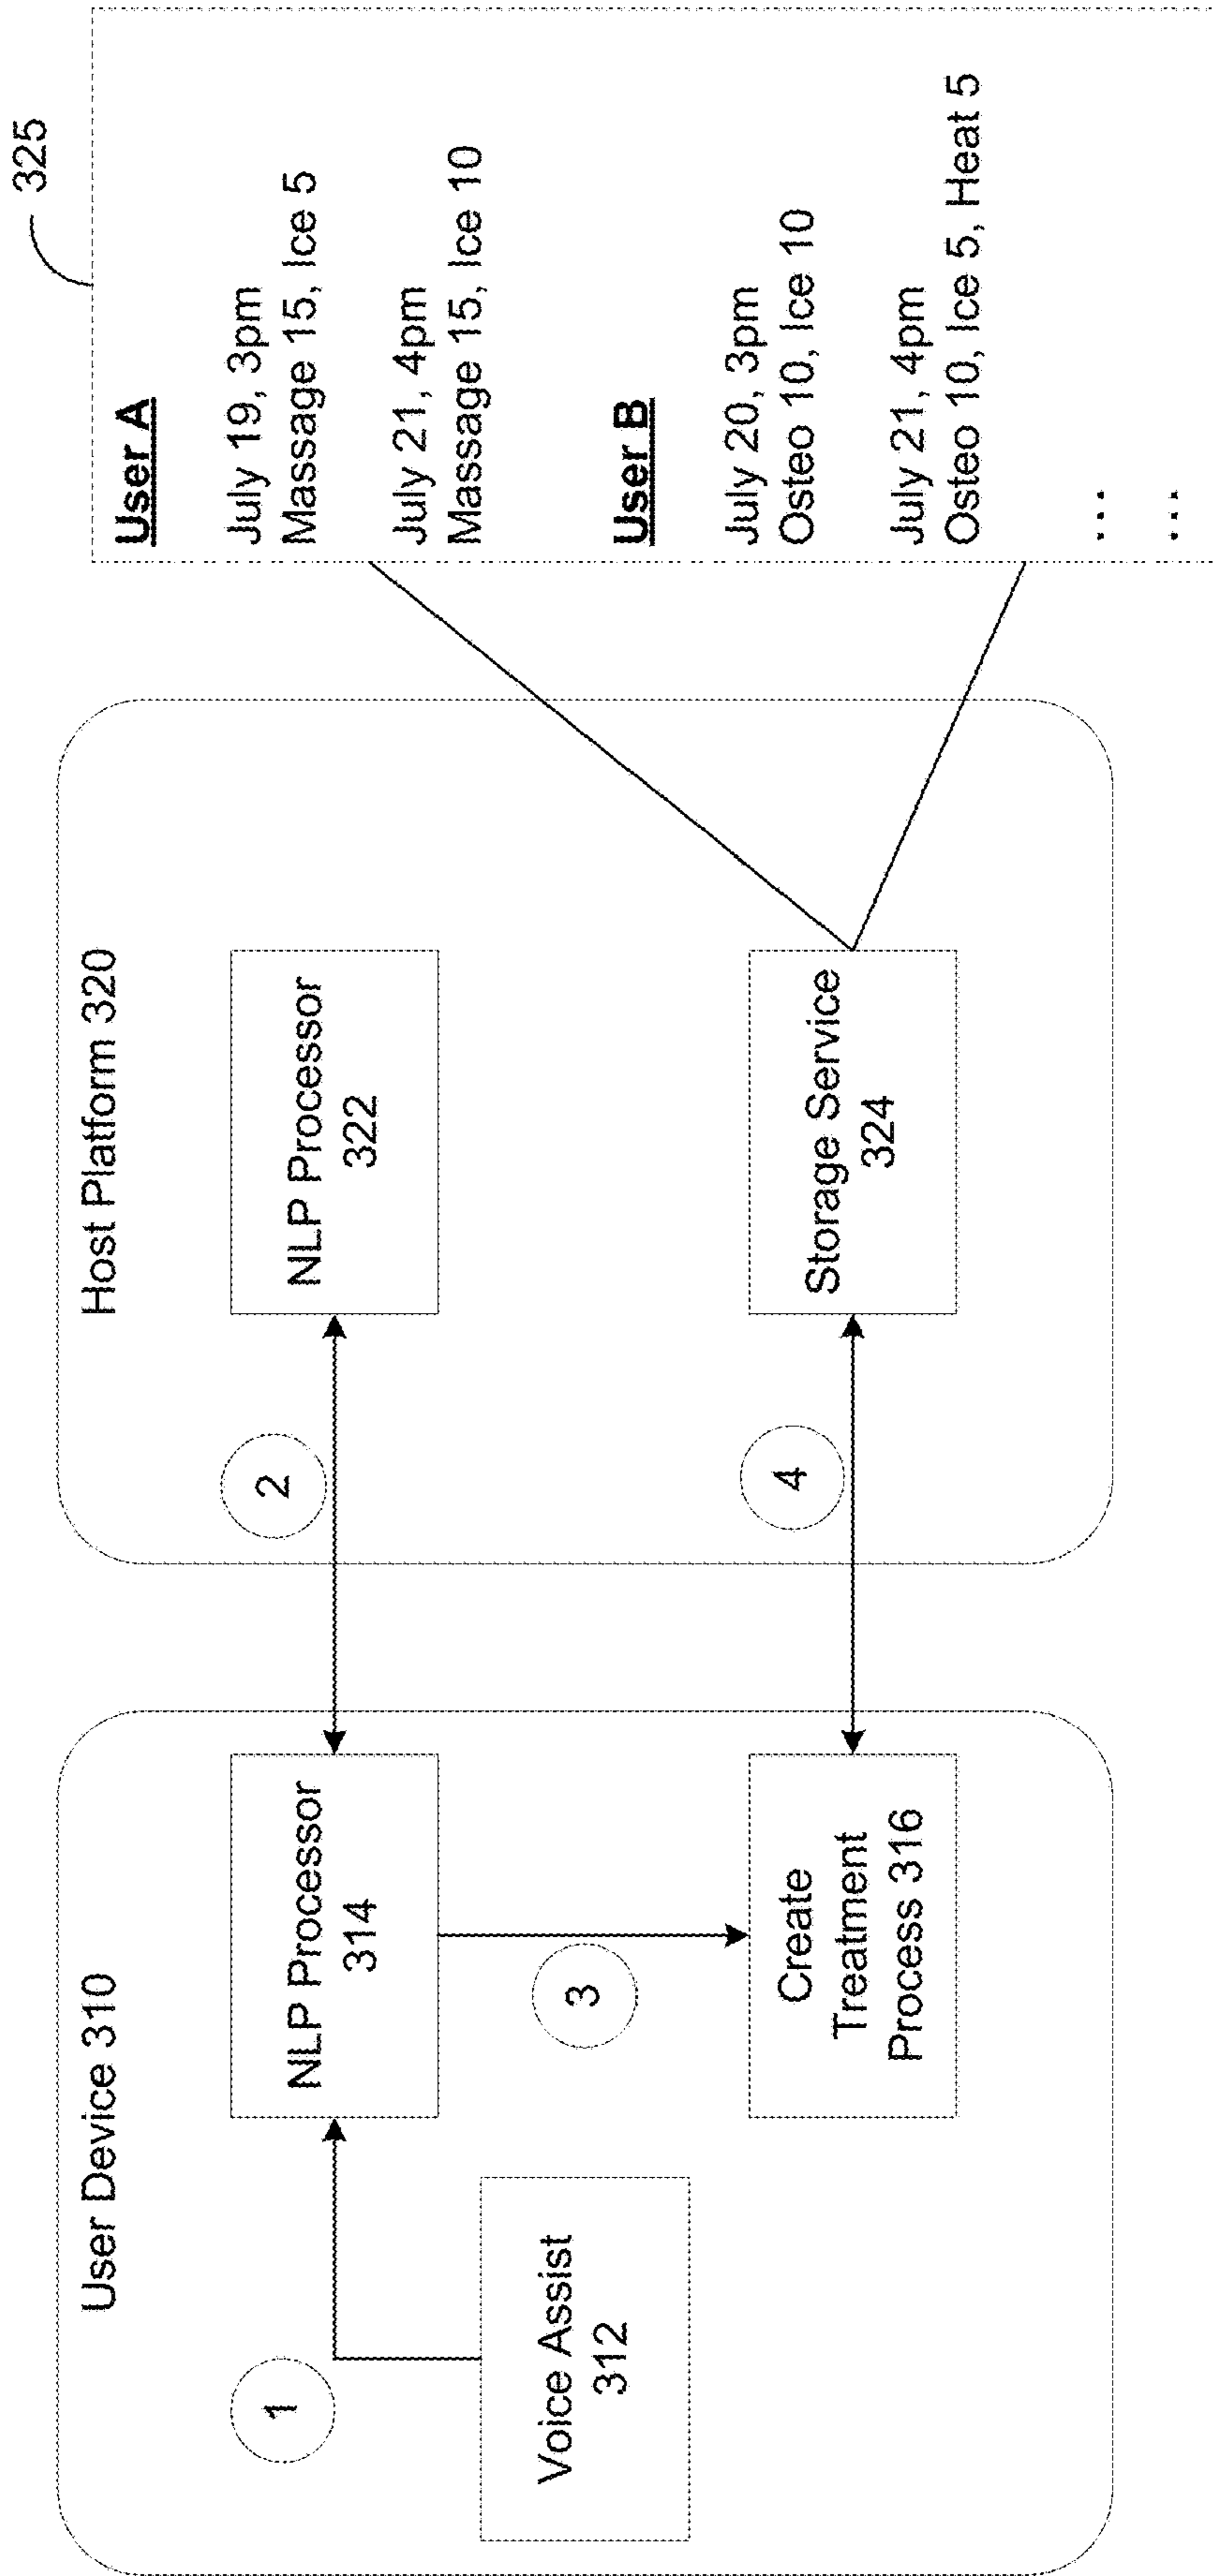 User Device 310
1
Voice Assist
312
NLP Processor
314
3
Create
Treatment
Process 316
2
4
Host Platform 320
NLP Processor
322
Storage Service
324
325
User A
July 19, 3pm
Massage 15, Ice 5
July 21, 4pm
Massage 15, Ice 10
User B
July 20, 3pm
Osteo 10, Ice 10
July 21, 4pm
Osteo 10, Ice 5, Heat 5
...
...